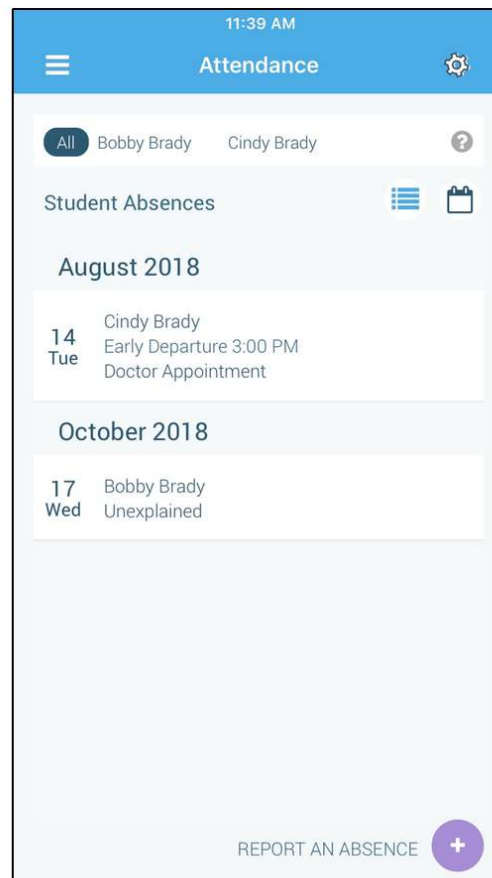 11:39 AM
Attendance
All Bobby Brady Cindy Brady ?
Student Absences
August 2018
14
Tue
Cindy Brady
Early Departure 3:00 PM
Doctor Appointment
October 2018
17
Wed
Bobby Brady
Unexplained
REPORT AN ABSENCE +